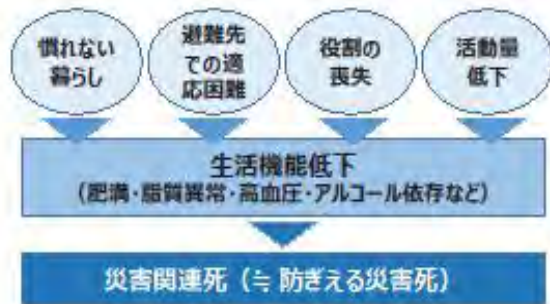 慣れない
暮らし
避難先
での適
応困難
役割の
喪失
活動量
低下
生活機能低下
(肥満・脂質異常・高血圧・アルコール依存など)
災害関連死（≒ 防ぎえる災害死）